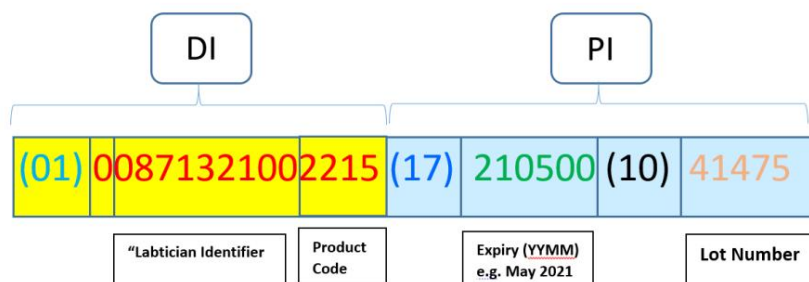 DI PI
(01) 00871321002215 (17) 210500 (10) 41475
"Labtician Identifier
Product
Code
Expiry (YYMM)
e.g. May 2021
Lot Number